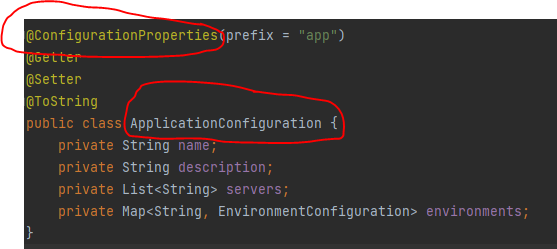 @ConfigurationProperties(prefix = "app")
@Getter
@Setter
@ToString
public class ApplicationConfiguration {
    private String name;
    private String description;
    private List<String> servers;
    private Map<String, EnvironmentConfiguration> environments;
}